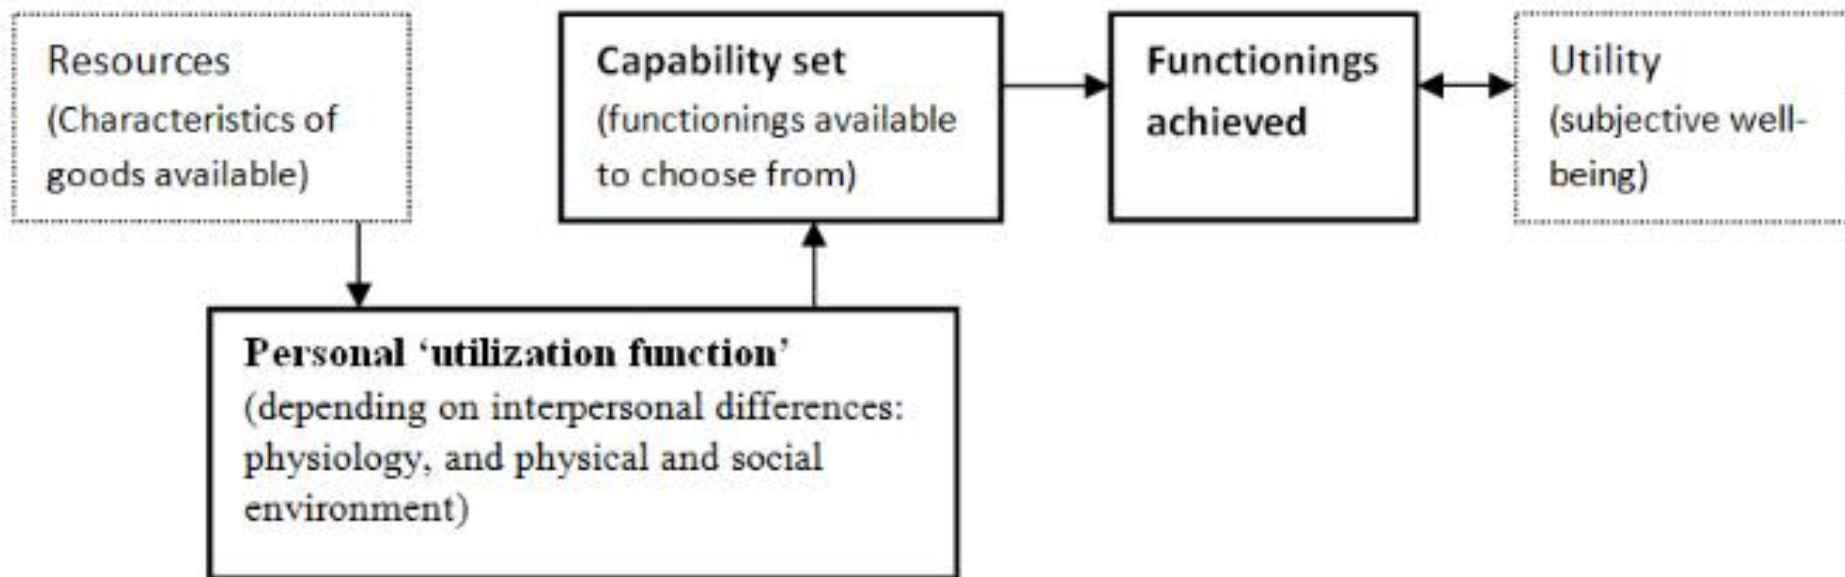 Resources
(Characteristics of
goods available)
Capability set
(functionings available
to choose from)
Functionings
achieved
Utility
(subjective well-
being)
Personal ‘utilization function’
(depending on interpersonal differences:
physiology, and physical and social
environment)